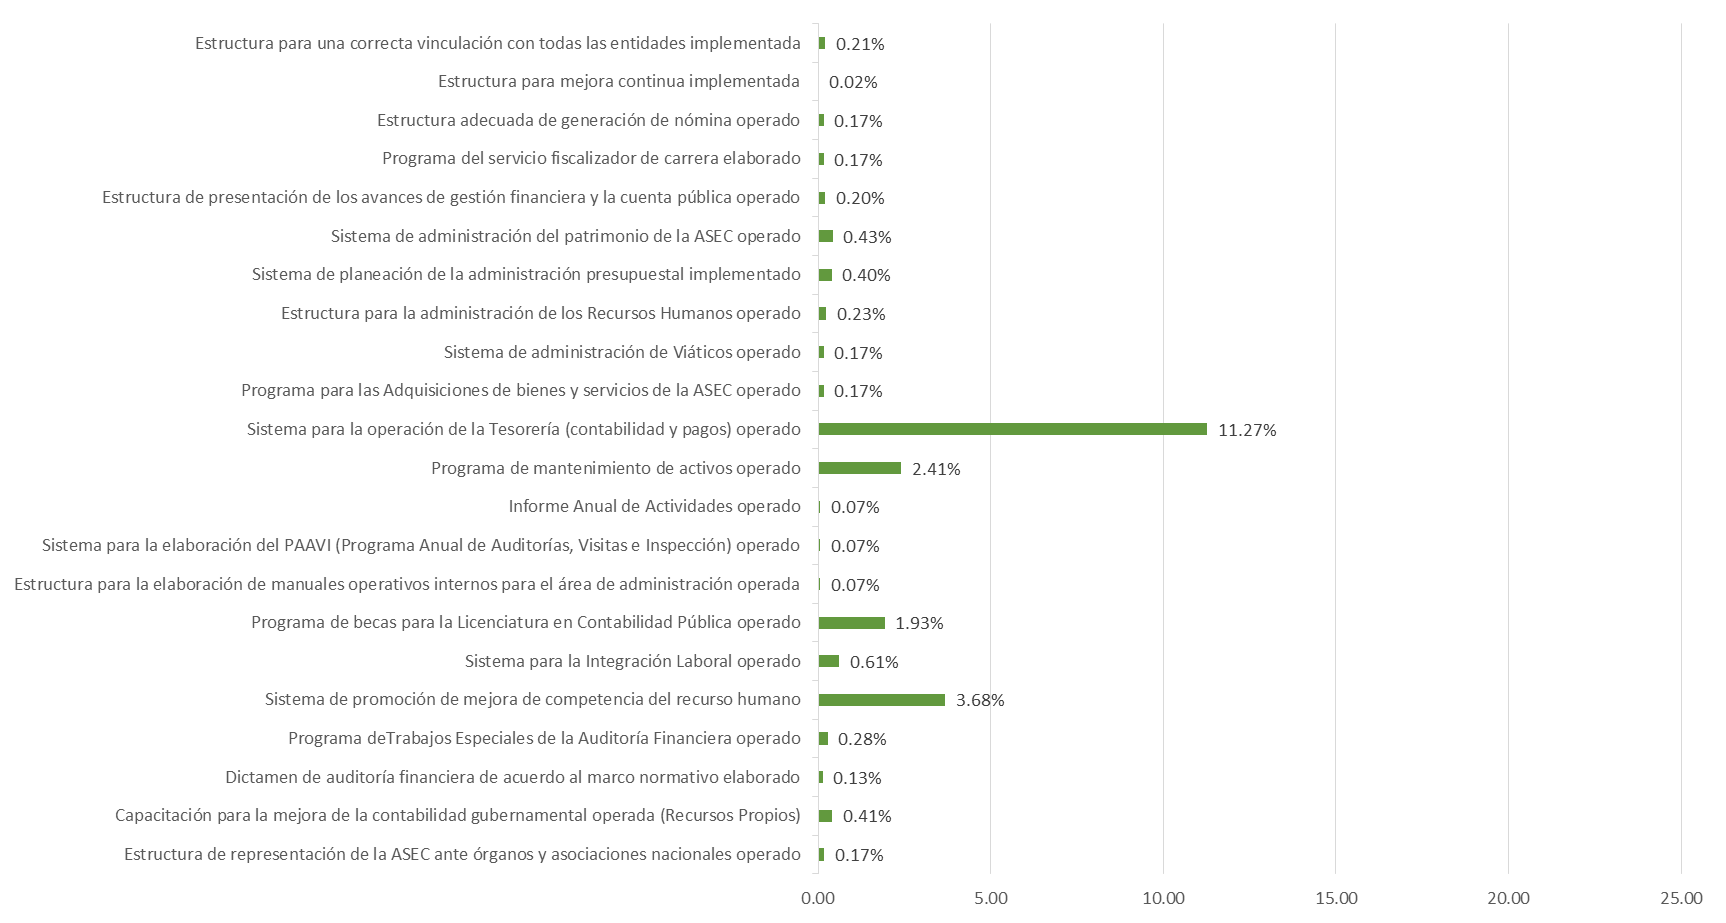 Estructura para una correcta vinculación con todas las entidades implementada 0.21%
Estructura para mejora continua implementada 0.02%
Estructura adecuada de generación de nómina operado 0.17%
Programa del servicio fiscalizador de carrera elaborado 0.17%
Estructura de presentación de los avances de gestión financiera y la cuenta pública operado 0.20%
Sistema de administración del patrimonio de la ASEC operado 0.43%
Sistema de planeación de la administración presupuestal implementado 0.40%
Estructura para la administración de los Recursos Humanos operado 0.23%
Sistema de administración de Viáticos operado 0.17%
Programa para las Adquisiciones de bienes y servicios de la ASEC operado 0.17%
Sistema para la operación de la Tesorería (contabilidad y pagos) operado 11.27%
Programa de mantenimiento de activos operado 2.41%
Informe Anual de Actividades operado 0.07%
Sistema para la elaboración del PAAVI (Programa Anual de Auditorías, Visitas e Inspección) operado 0.07%
Estructura para la elaboración de manuales operativos internos para el área de administración operada 0.07%
Programa de becas para la Licenciatura en Contabilidad Pública operado 1.93%
Sistema para la Integración Laboral operado 0.61%
Sistema de promoción de mejora de competencia del recurso humano 3.68%
Programa deTrabajos Especiales de la Auditoría Financiera operado 0.28%
Dictamen de auditoría financiera de acuerdo al marco normativo elaborado 0.13%
Capacitación para la mejora de la contabilidad gubernamental operada (Recursos Propios) 0.41%
Estructura de representación de la ASEC ante órganos y asociaciones nacionales operado 0.17%
0.00 5.00 10.00 15.00 20.00 25.00